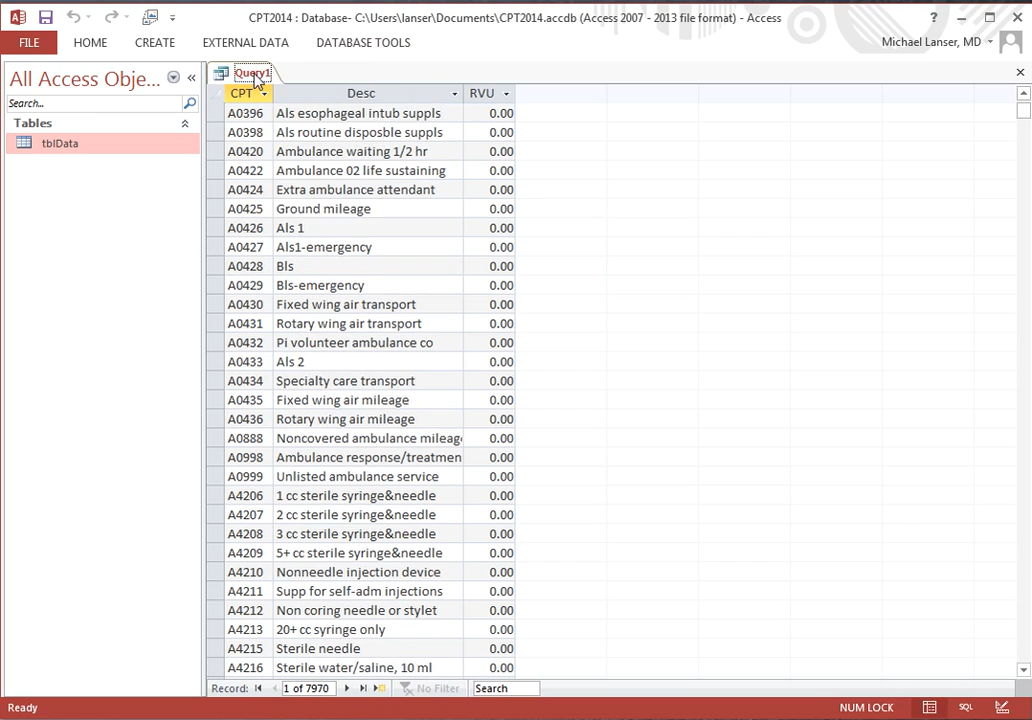 CPT2014 : Database- C:\Users\lanser\Documents\CPT2014.accdb (Access 2007 - 2013 file format) - Access
FILE HOME CREATE EXTERNAL DATA DATABASE TOOLS Michael Lanser, MD
All Access Obje...
Search...
Tables
tblData
Query1
CPT Desc RVU
A0396 Als esophageal intub suppls 0.00
A0398 Als routine disposble suppls 0.00
A0420 Ambulance waiting 1/2 hr 0.00
A0422 Ambulance 02 life sustaining 0.00
A0424 Extra ambulance attendant 0.00
A0425 Ground mileage 0.00
A0426 Als 1 0.00
A0427 Als1-emergency 0.00
A0428 Bls 0.00
A0429 Bls-emergency 0.00
A0430 Fixed wing air transport 0.00
A0431 Rotary wing air transport 0.00
A0432 Pi volunteer ambulance co 0.00
A0433 Als 2 0.00
A0434 Specialty care transport 0.00
A0435 Fixed wing air mileage 0.00
A0436 Rotary wing air mileage 0.00
A0888 Noncovered ambulance mileag 0.00
A0998 Ambulance response/treatmen 0.00
A0999 Unlisted ambulance service 0.00
A4206 1 cc sterile syringe&needle 0.00
A4207 2 cc sterile syringe&needle 0.00
A4208 3 cc sterile syringe&needle 0.00
A4209 5+ cc sterile syringe&needle 0.00
A4210 Nonneedle injection device 0.00
A4211 Supp for self-adm injections 0.00
A4212 Non coring needle or stylet 0.00
A4213 20+ cc syringe only 0.00
A4215 Sterile needle 0.00
A4216 Sterile water/saline, 10 ml 0.00
Record: 1 of 7970 No Filter Search
Ready NUM LOCK SQL